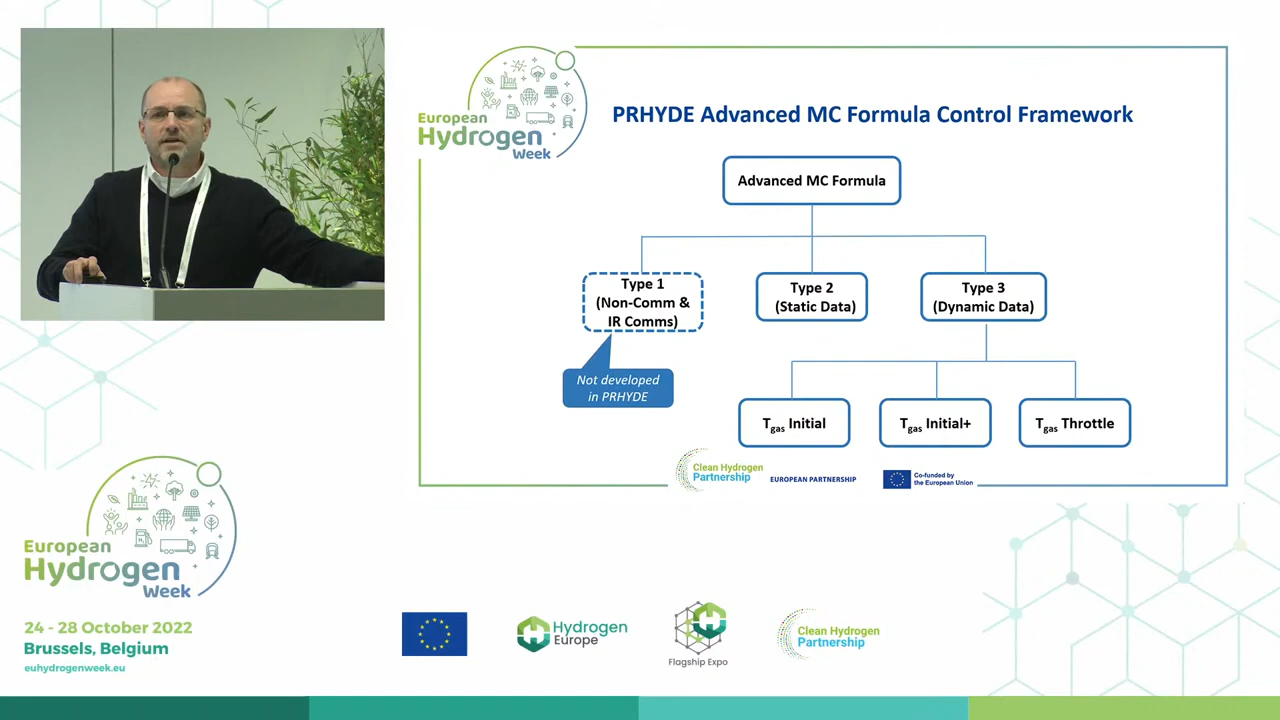 European
Hydrogen
Week
PRHYDE Advanced MC Formula Control Framework
Advanced MC Formula
Type 1
(Non-Comm &
IR Comms)
Type 2
(Static Data)
Type 3
(Dynamic Data)
Not developed
in PRHYDE
Tgas Initial
Tgas Initial+
Tgas Throttle
Clean Hydrogen
Partnership
EUROPEAN PARTNERSHIP
Co-funded by
the European Union
European
Hydrogen
Week
24 - 28 October 2022
Brussels, Belgium
euhydrogenweek.eu
Hydrogen
Europe
Flagship Expo
Clean Hydrogen
Partnership